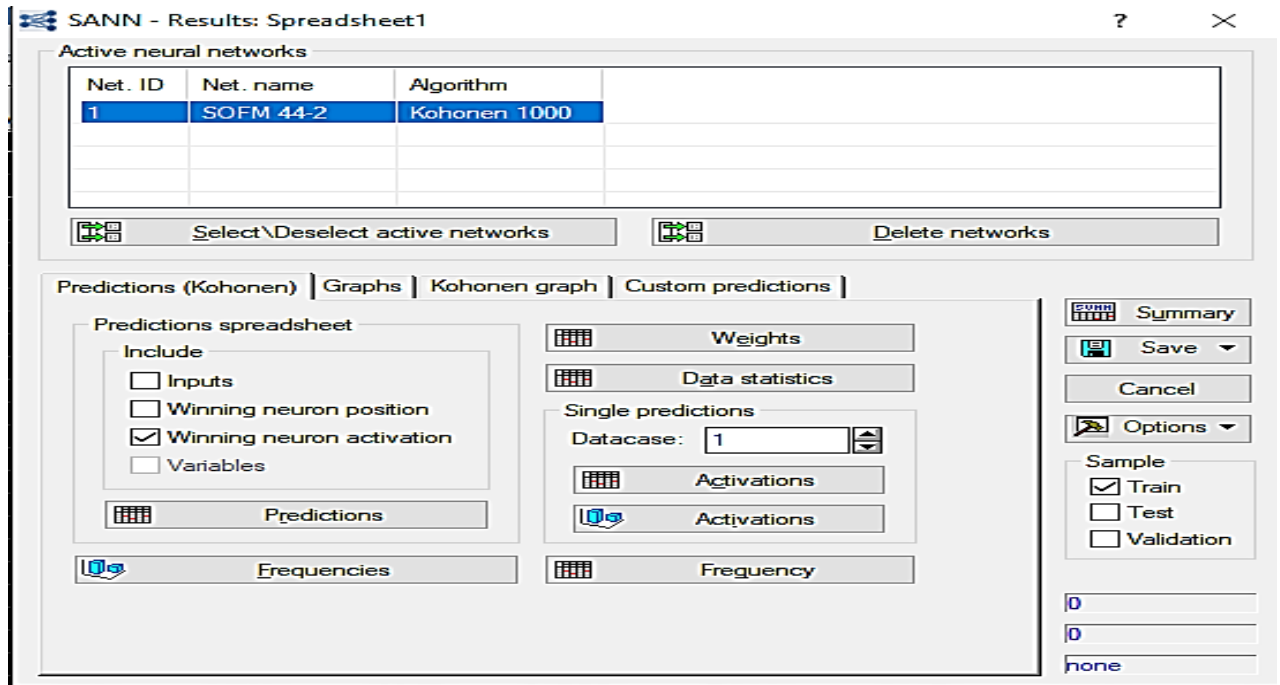 SANN - Results: Spreadsheet1 ?
Active neural networks
Net. ID Net. name Algorithm
1 SOFM 44-2 Kohonen 1000
Select\Deselect active networks Delete networks
Predictions (Kohonen) Graphs Kohonen graph Custom predictions
Predictions spreadsheet
Include
Inputs
Winning neuron position
Winning neuron activation
Variables
Predictions
Frequencies
Weights
Data statistics
Single predictions
Datacase: 1
Activations
Activations
Frequency
SUMM Summary
Save
Cancel
Options
Sample
Train
Test
Validation
0
0
none